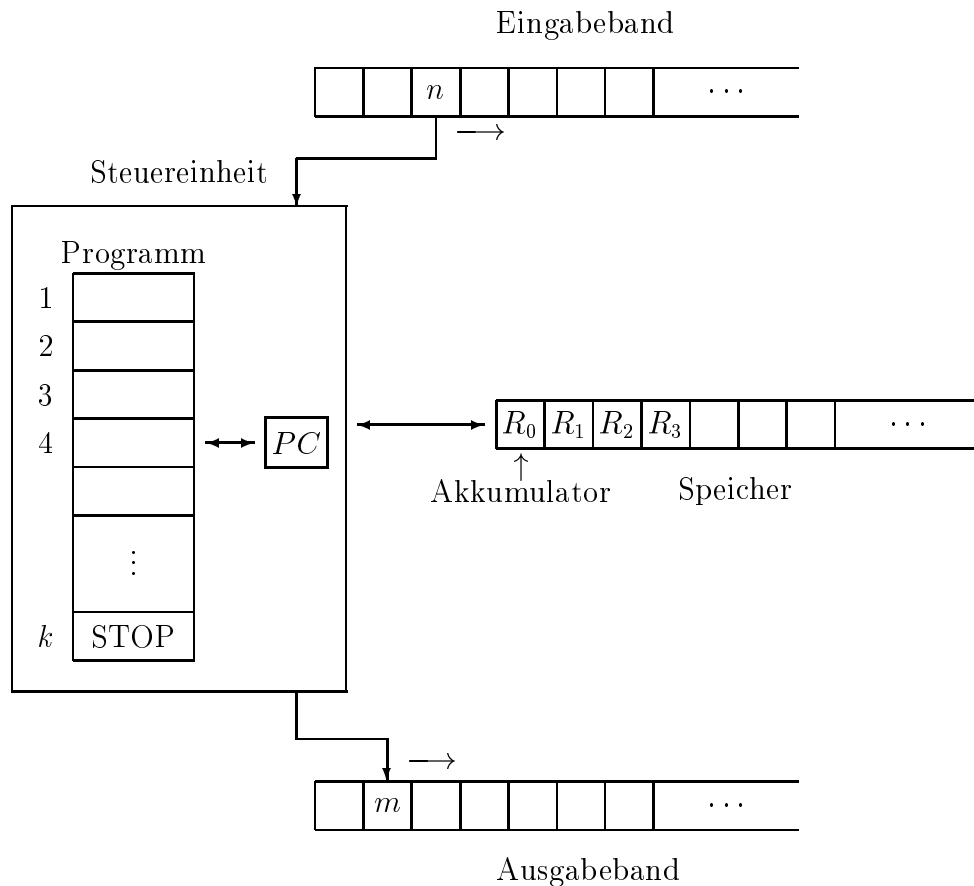 Eingabeband
n ⋯
⟶
Steuereinheit
Programm
1
2
3
4 PC R₀ R₁ R₂ R₃ ⋯
↑
Akkumulator Speicher
⋮
k STOP
⟶
m ⋯
Ausgabeband